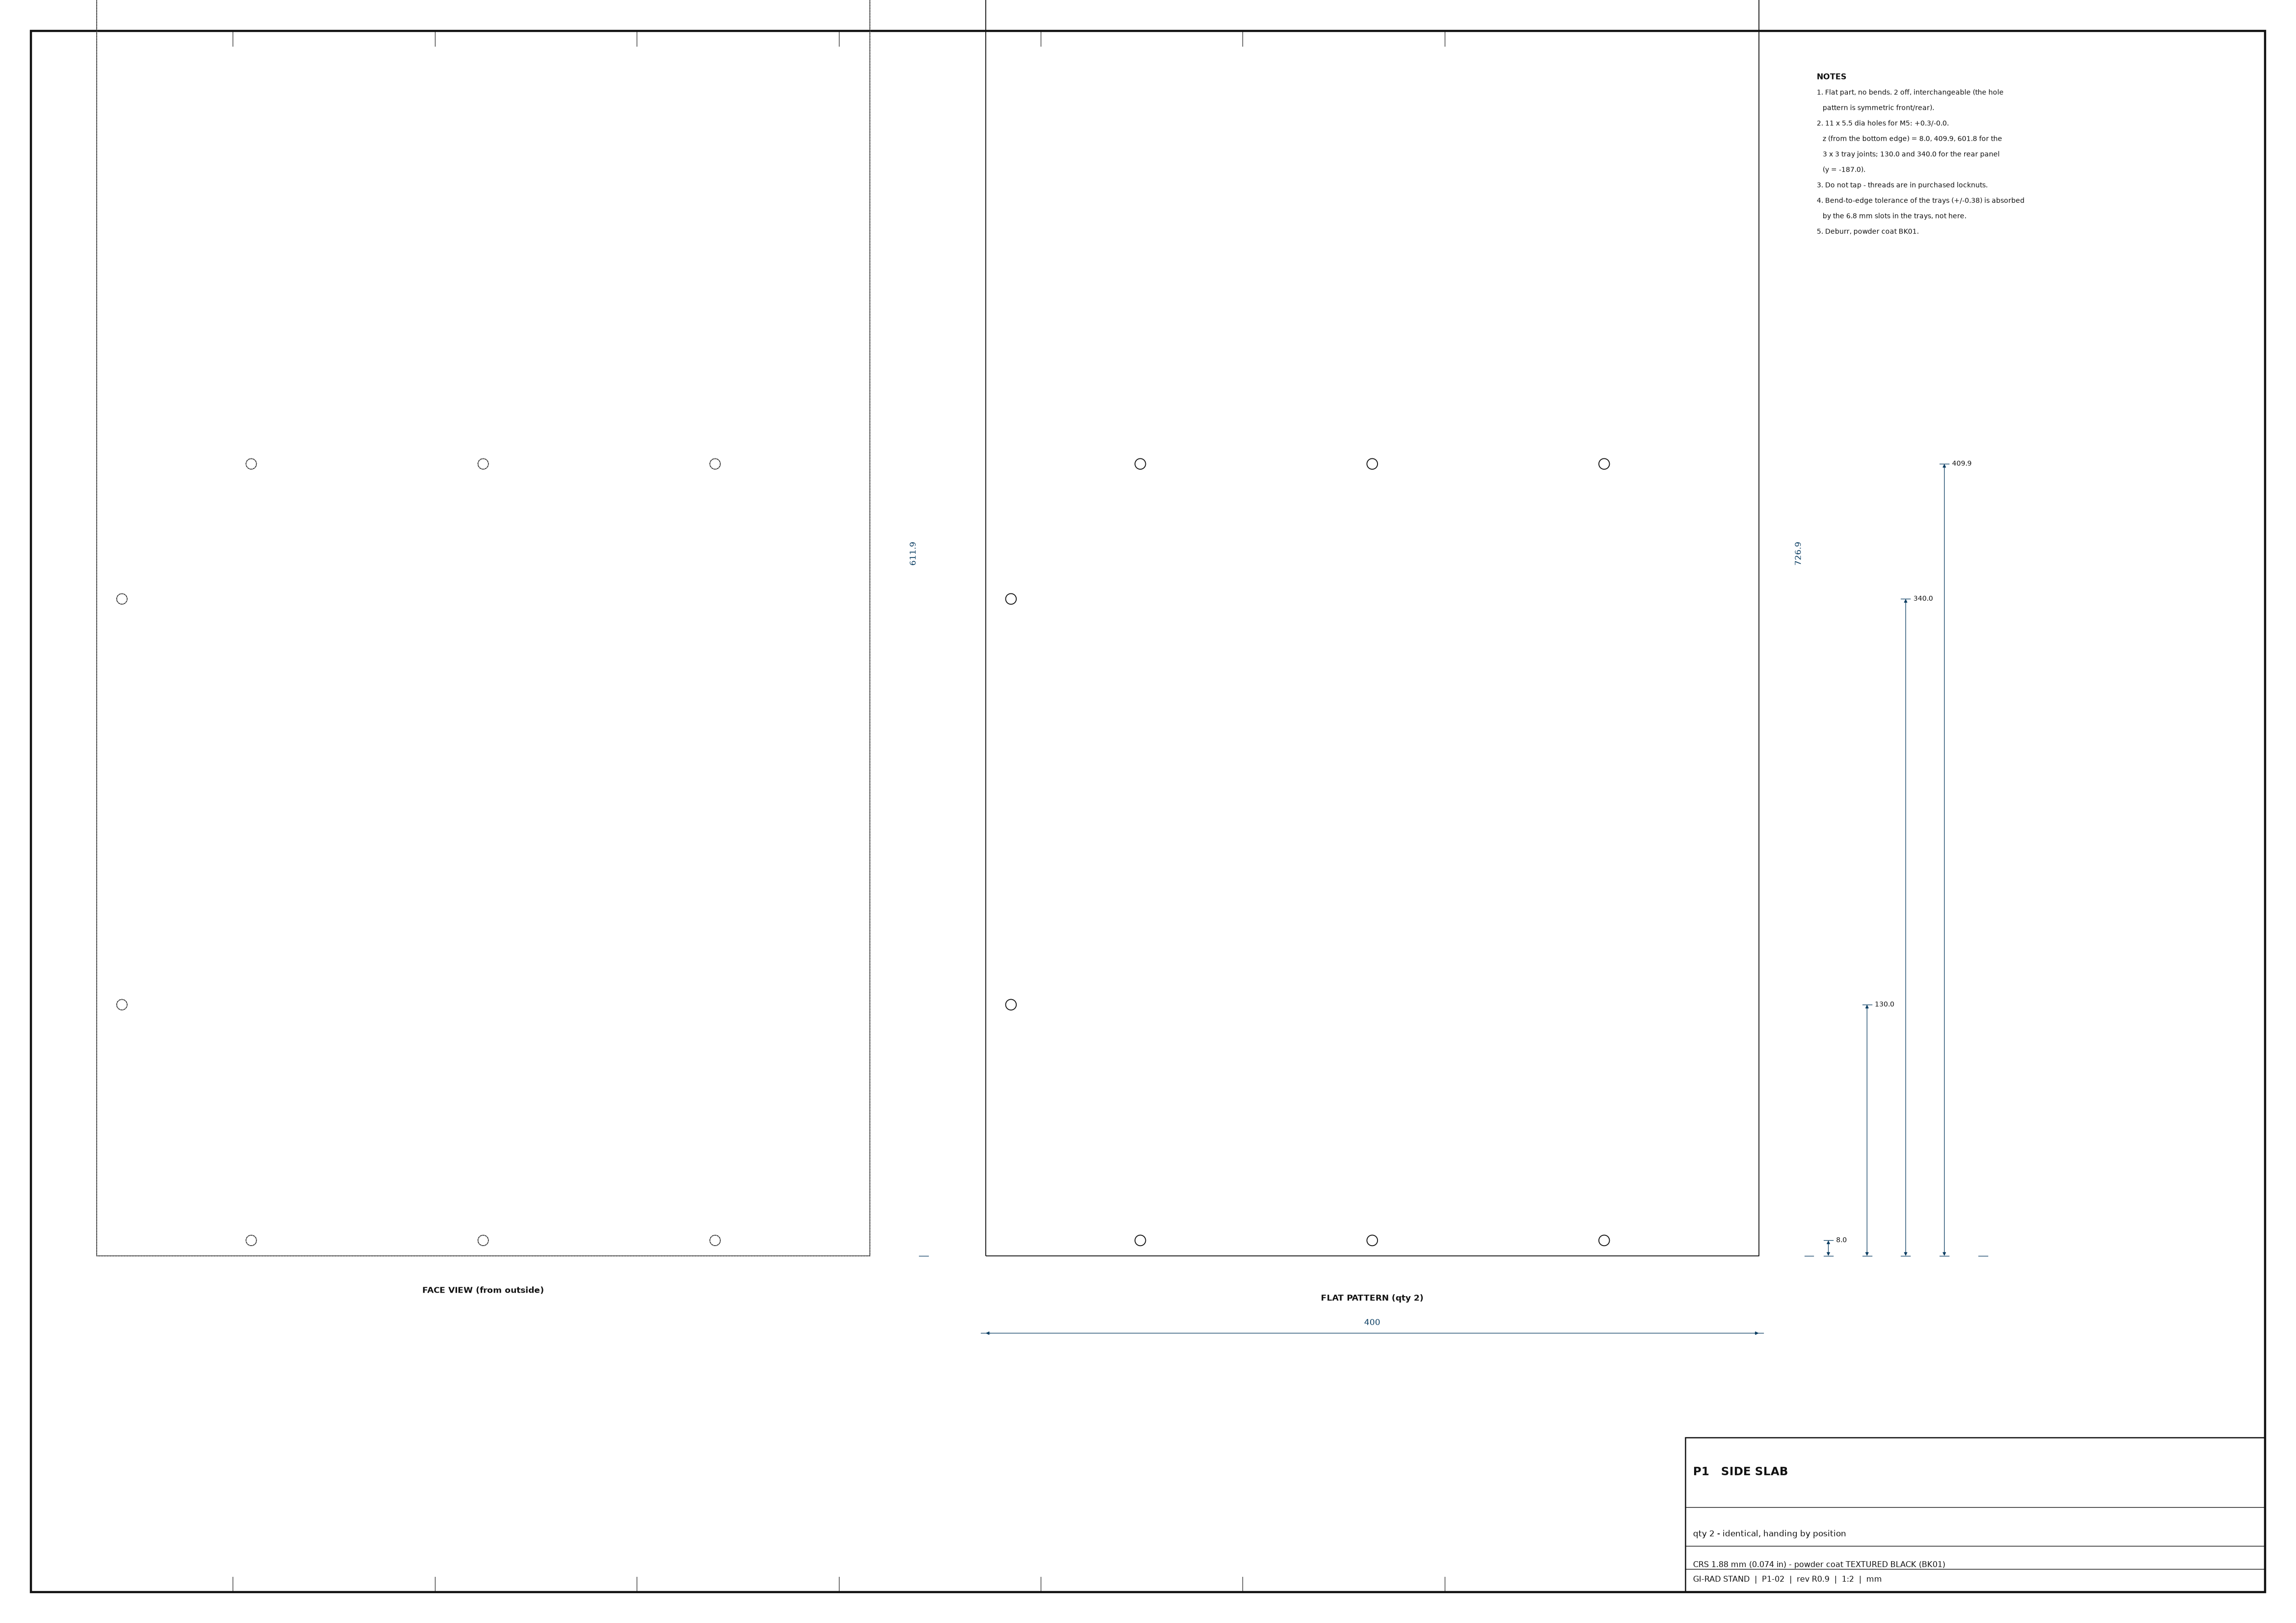 NOTES
1. Flat part, no bends. 2 off, interchangeable (the hole
pattern is symmetric front/rear).
2. 11 x 5.5 dia holes for M5: +0.3/-0.0.
z (from the bottom edge) = 8.0, 409.9, 601.8 for the
3 x 3 tray joints; 130.0 and 340.0 for the rear panel
(y = -187.0).
3. Do not tap - threads are in purchased locknuts.
4. Bend-to-edge tolerance of the trays (+/-0.38) is absorbed
by the 6.8 mm slots in the trays, not here.
5. Deburr, powder coat BK01.
409.9
611.9
726.9
340.0
130.0
8.0
FACE VIEW (from outside)
FLAT PATTERN (qty 2)
400
P1 SIDE SLAB
qty 2 - identical, handing by position
CRS 1.88 mm (0.074 in) - powder coat TEXTURED BLACK (BK01)
GI-RAD STAND | P1-02 | rev R0.9 | 1:2 | mm